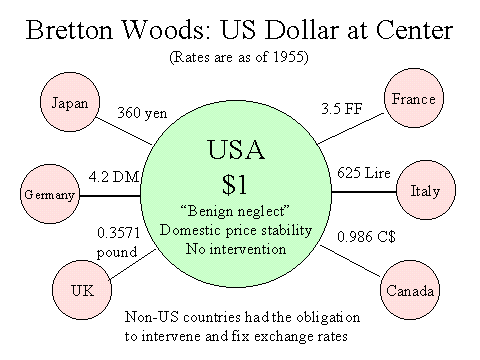 Bretton Woods: US Dollar at Center
(Rates are as of 1955)
Japan
360 yen
3.5 FF
France
USA
$1
"Benign neglect"
Domestic price stability
No intervention
Germany
4.2 DM
625 Lire
Italy
0.3571
pound
0.986 C$
UK
Canada
Non-US countries had the obligation
to intervene and fix exchange rates